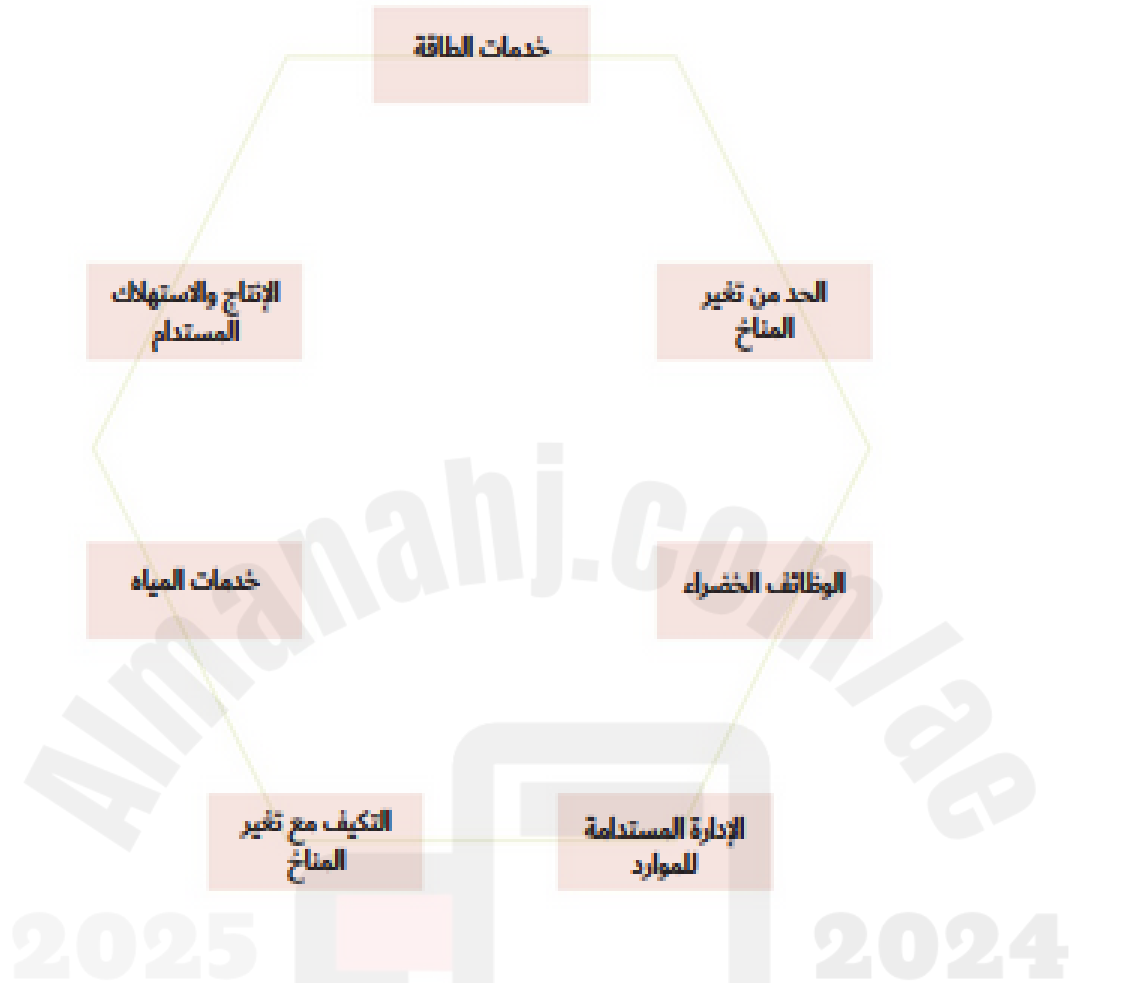 خدمات الطاقة
الحد من تغير
المناخ
الإنتاج والاستهلاك
المستدام
الوظائف الخضراء
خدمات المياه
الإدارة المستدامة
للموارد
التكيف مع تغير
المناخ
Almanahj.com/ae
2025
2024